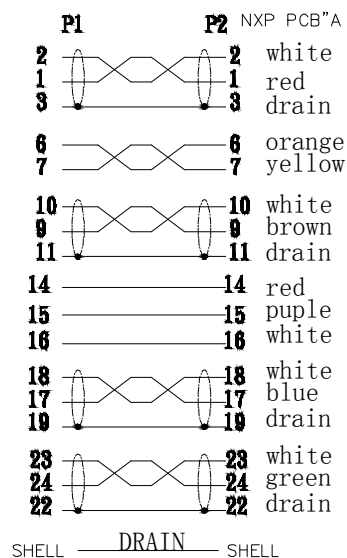 P1 P2 NXP PCB"A
2 2 white
1 1 red
3 3 drain
6 6 orange
7 7 yellow
10 10 white
9 9 brown
11 11 drain
14 14 red
15 15 puple
16 16 white
18 18 white
17 17 blue
19 19 drain
23 23 white
24 24 green
22 22 drain
SHELL DRAIN SHELL